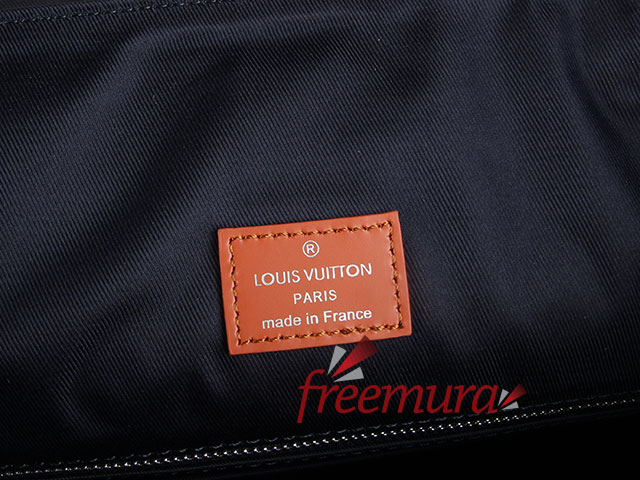 ®
LOUIS VUITTON
PARIS
made in France
freemura